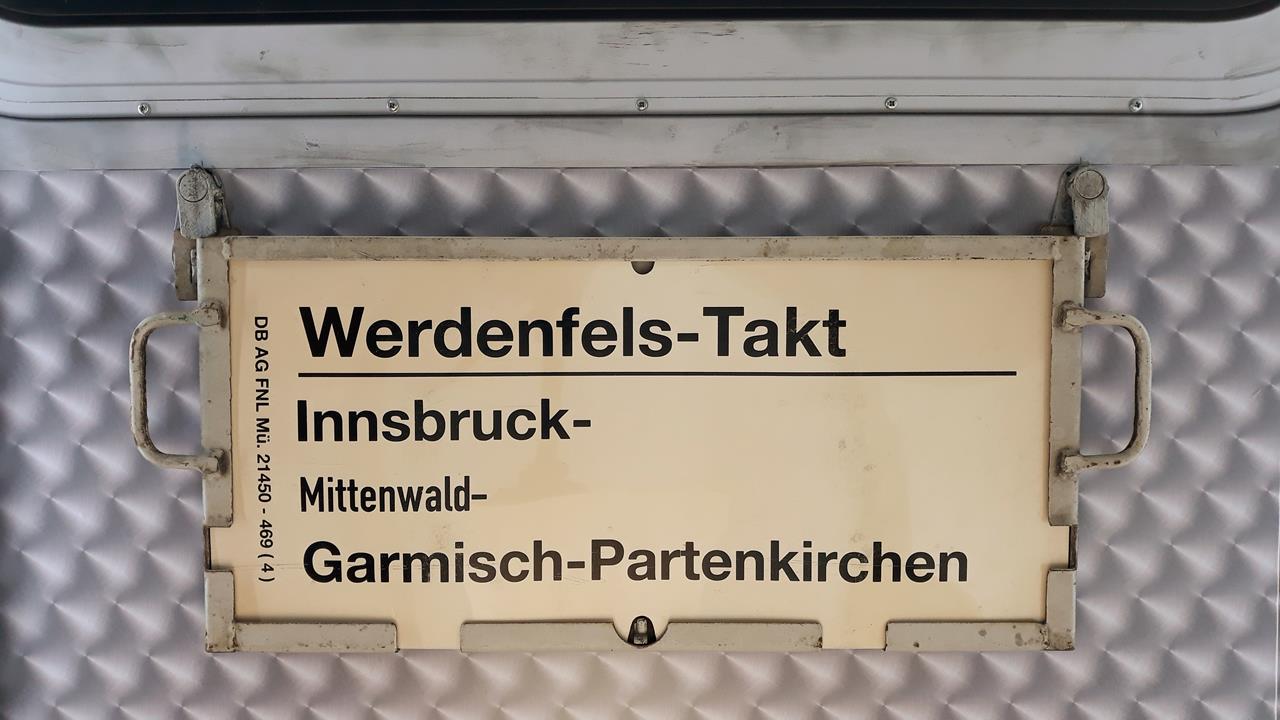 Werdenfels-Takt
Innsbruck-
Mittenwald-
Garmisch-Partenkirchen
DB AG FNL Mü. 21450 - 469 ( 4 )